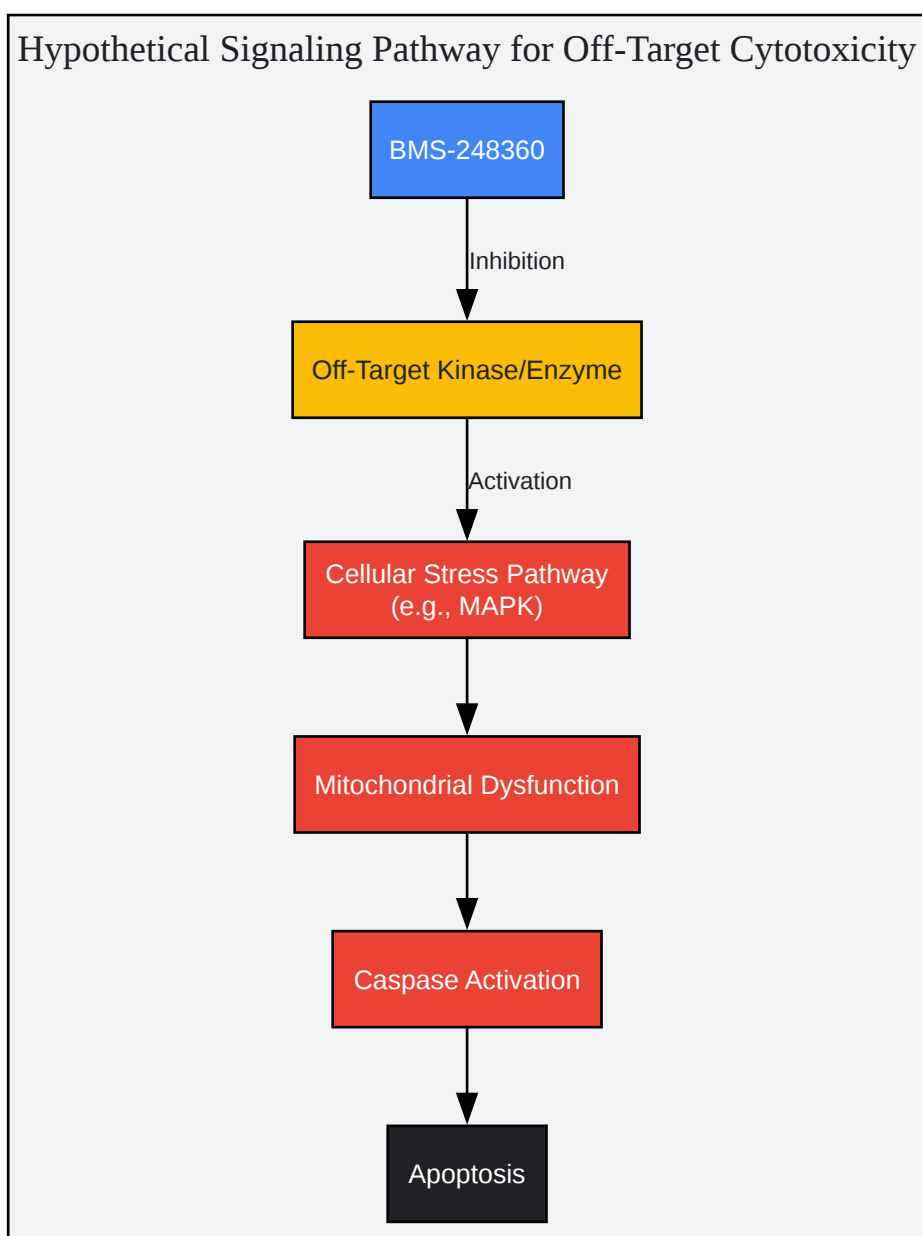 Hypothetical Signaling Pathway for Off-Target Cytotoxicity
BMS-248360
Inhibition
Off-Target Kinase/Enzyme
Activation
Cellular Stress Pathway
(e.g., MAPK)
Mitochondrial Dysfunction
Caspase Activation
Apoptosis